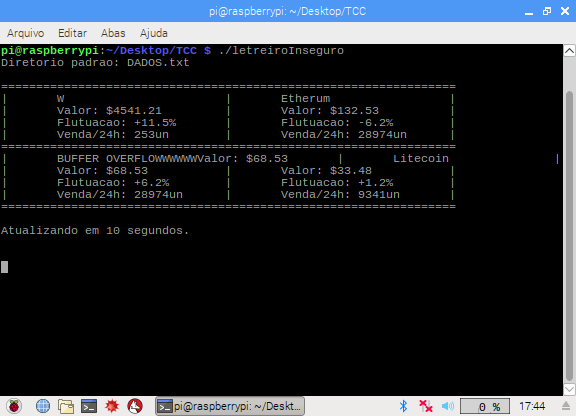 pi@raspberrypi: ~/Desktop/TCC
Arquivo Editar Abas Ajuda
pi@raspberrypi:~/Desktop/TCC $ ./letreiroInseguro
Diretorio padrao: DADOS.txt
=================================================================
| W | Etherum |
| Valor: $4541.21 | Valor: $132.53 |
| Flutuacao: +11.5% | Flutuacao: -6.2% |
| Venda/24h: 253un | Venda/24h: 28974un |
=================================================================
| BUFFER OVERFLOWWWWWWValor: $68.53 | Litecoin |
| Valor: $68.53 | Valor: $33.48 |
| Flutuacao: +6.2% | Flutuacao: +1.2% |
| Venda/24h: 28974un | Venda/24h: 9341un |
=================================================================
Atualizando em 10 segundos.
pi@raspberrypi: ~/Deskt... 0 % 17:44